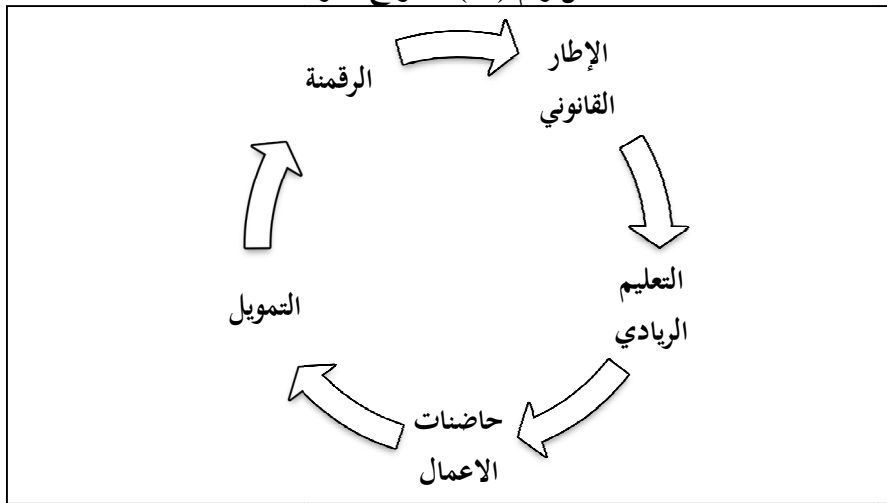 الإطار
القانوني
الرقمنة
التعليم
الريادي
التمويل
حاضنات
الاعمال